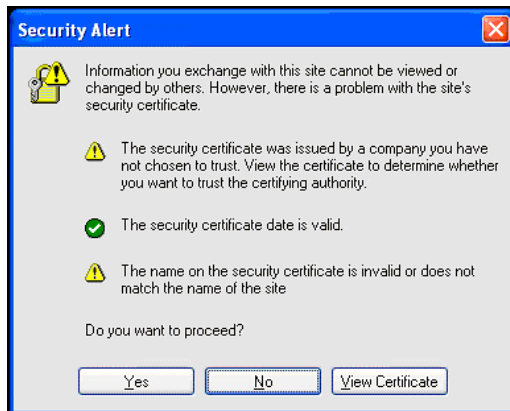 Security Alert
Information you exchange with this site cannot be viewed or
changed by others. However, there is a problem with the site's
security certificate.
The security certificate was issued by a company you have
not chosen to trust. View the certificate to determine whether
you want to trust the certifying authority.
The security certificate date is valid.
The name on the security certificate is invalid or does not
match the name of the site
Do you want to proceed?
Yes
No
View Certificate